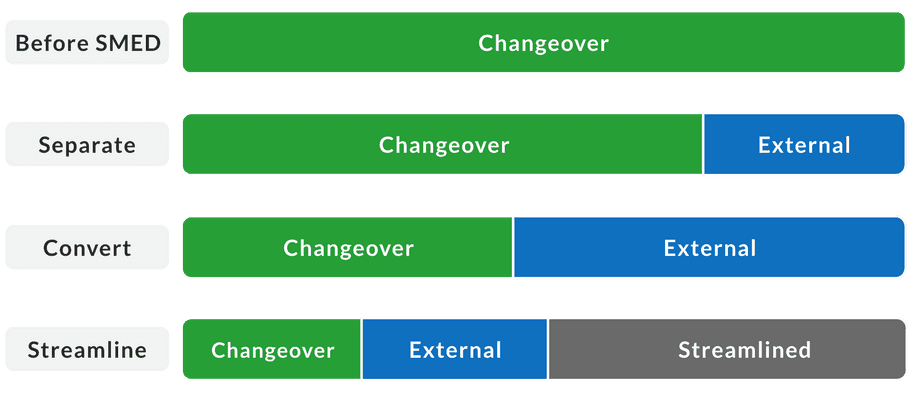 Before SMED
Changeover
Separate
Changeover
External
Convert
Changeover
External
Streamline
Changeover
External
Streamlined